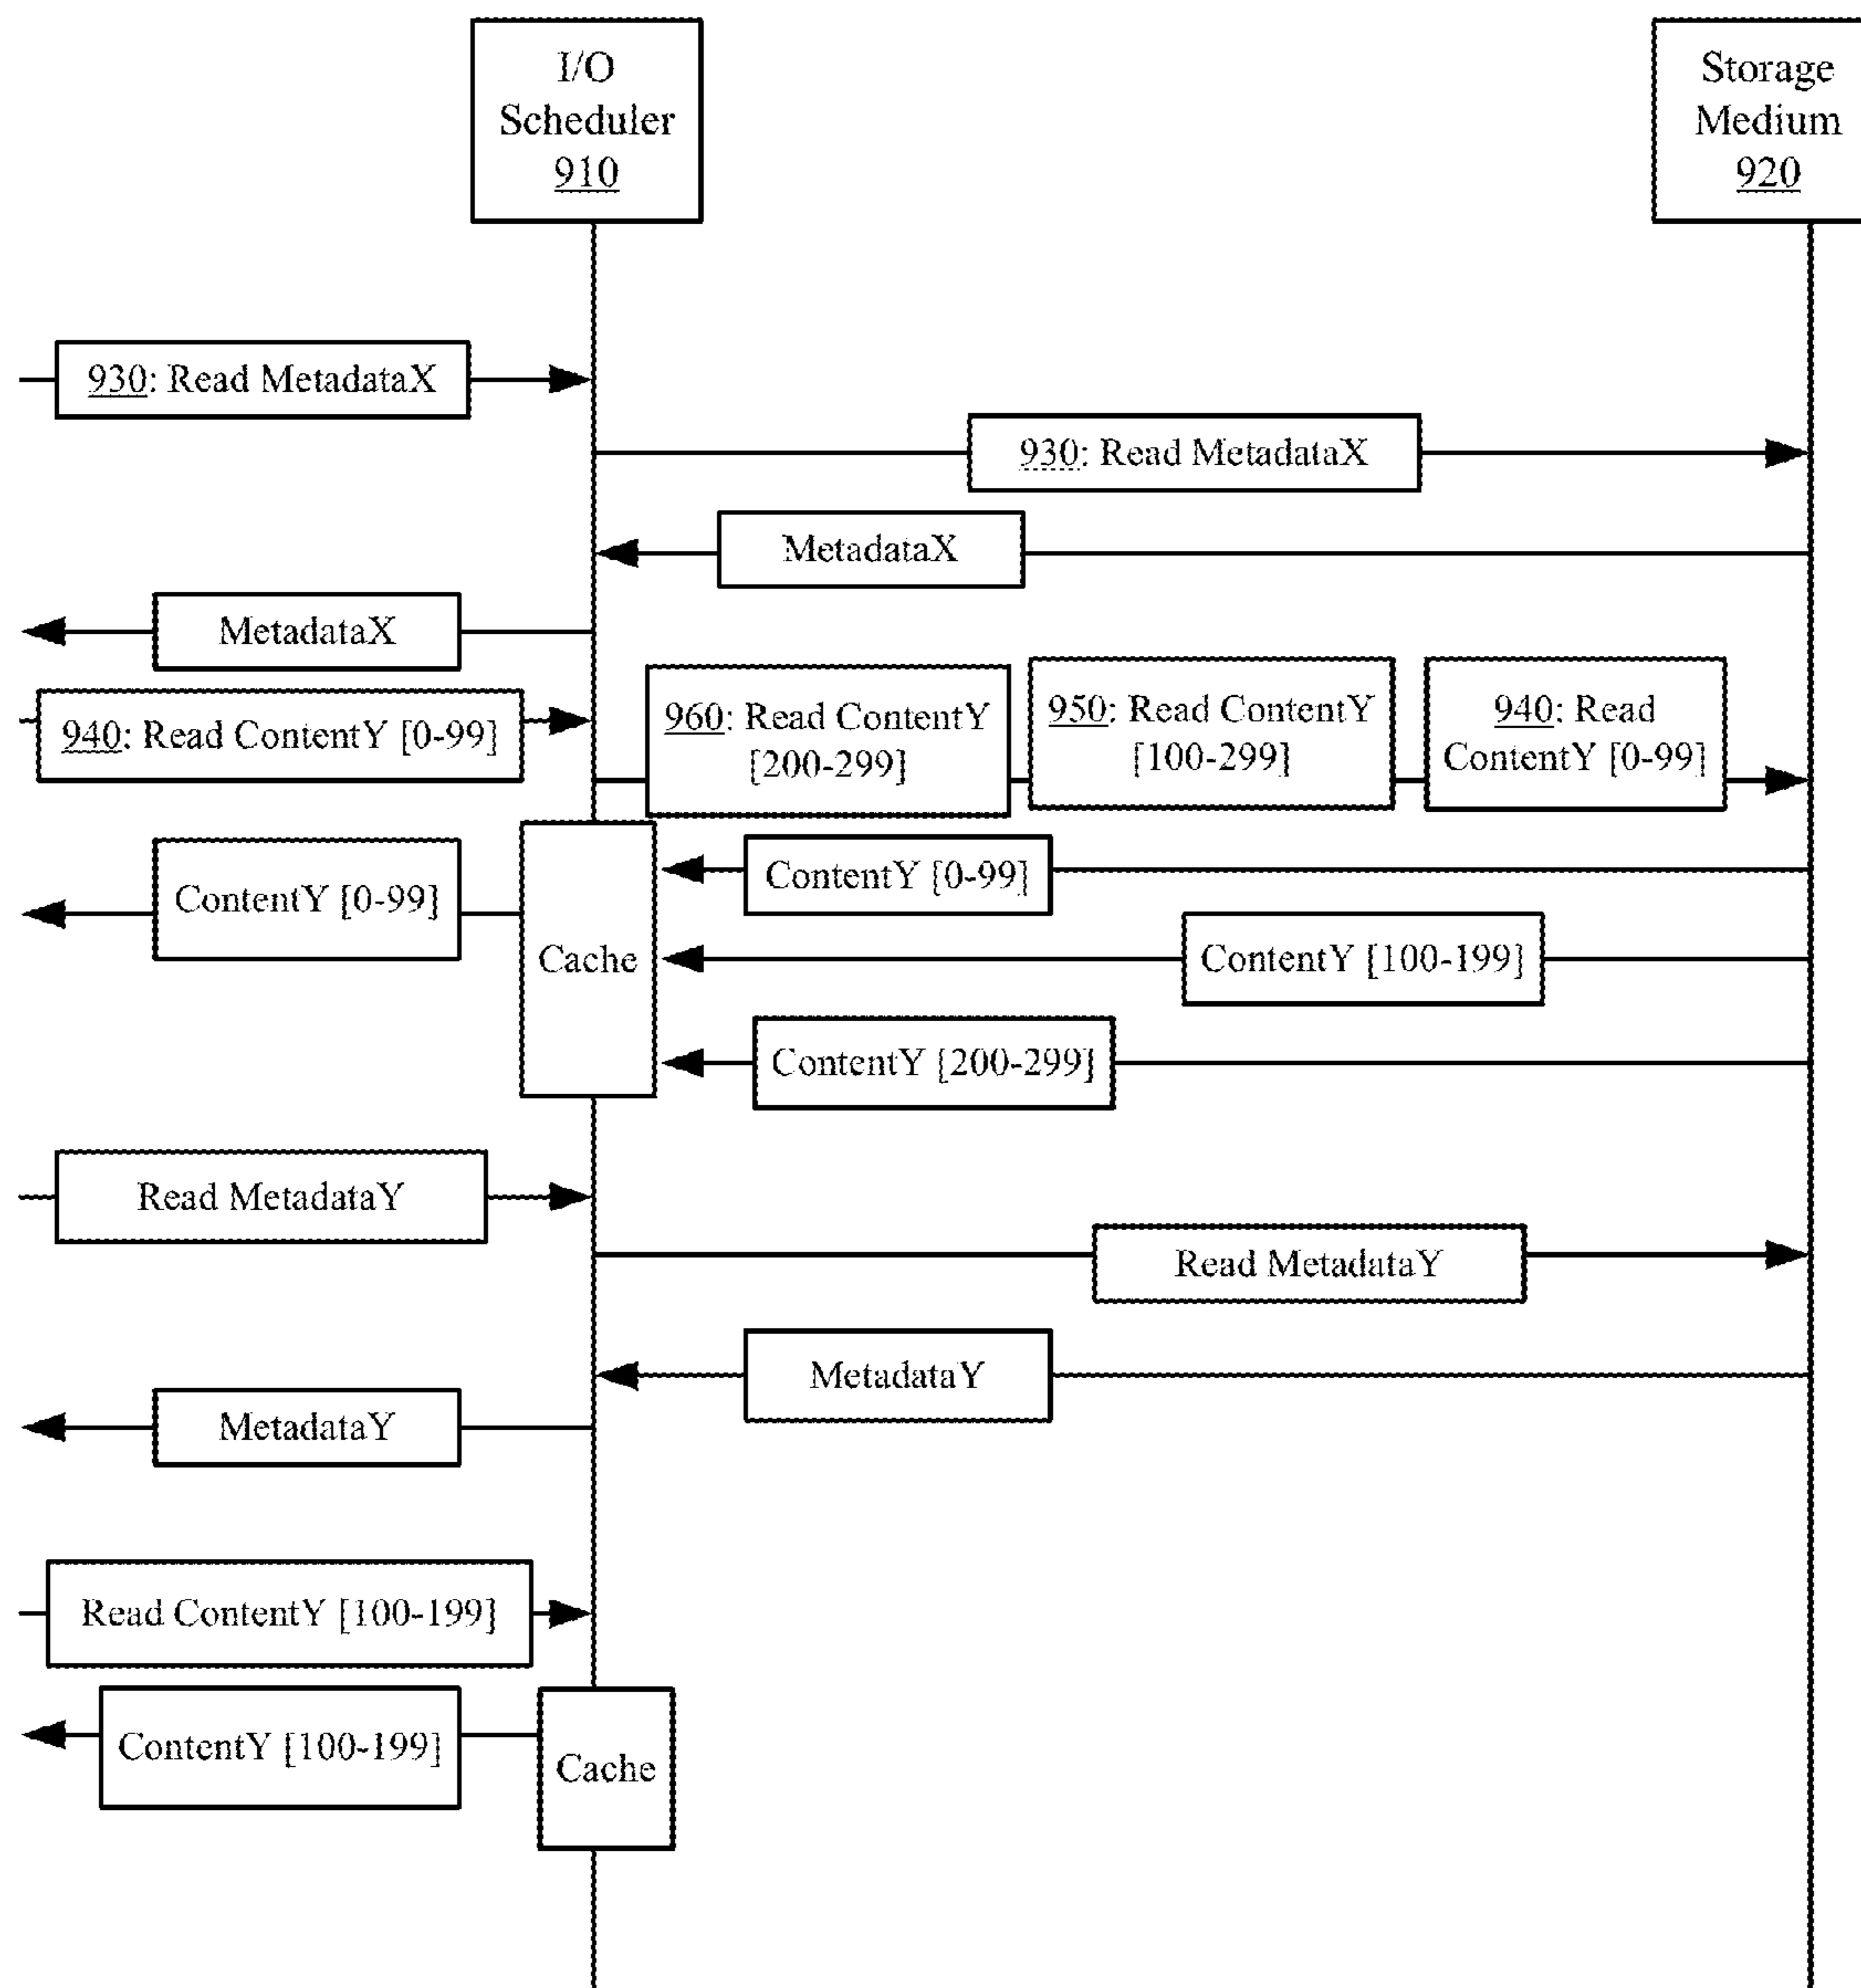 I/O
Scheduler
910
Storage
Medium
920
930: Read MetadataX
930: Read MetadataX
MetadataX
MetadataX
940: Read ContentY [0-99]
960: Read ContentY
[200-299]
950: Read ContentY
[100-299]
940: Read
ContentY [0-99]
ContentY [0-99]
ContentY [0-99]
Cache
ContentY [100-199]
ContentY [200-299]
Read MetadataY
Read MetadataY
MetadataY
MetadataY
Read ContentY [100-199]
ContentY [100-199]
Cache